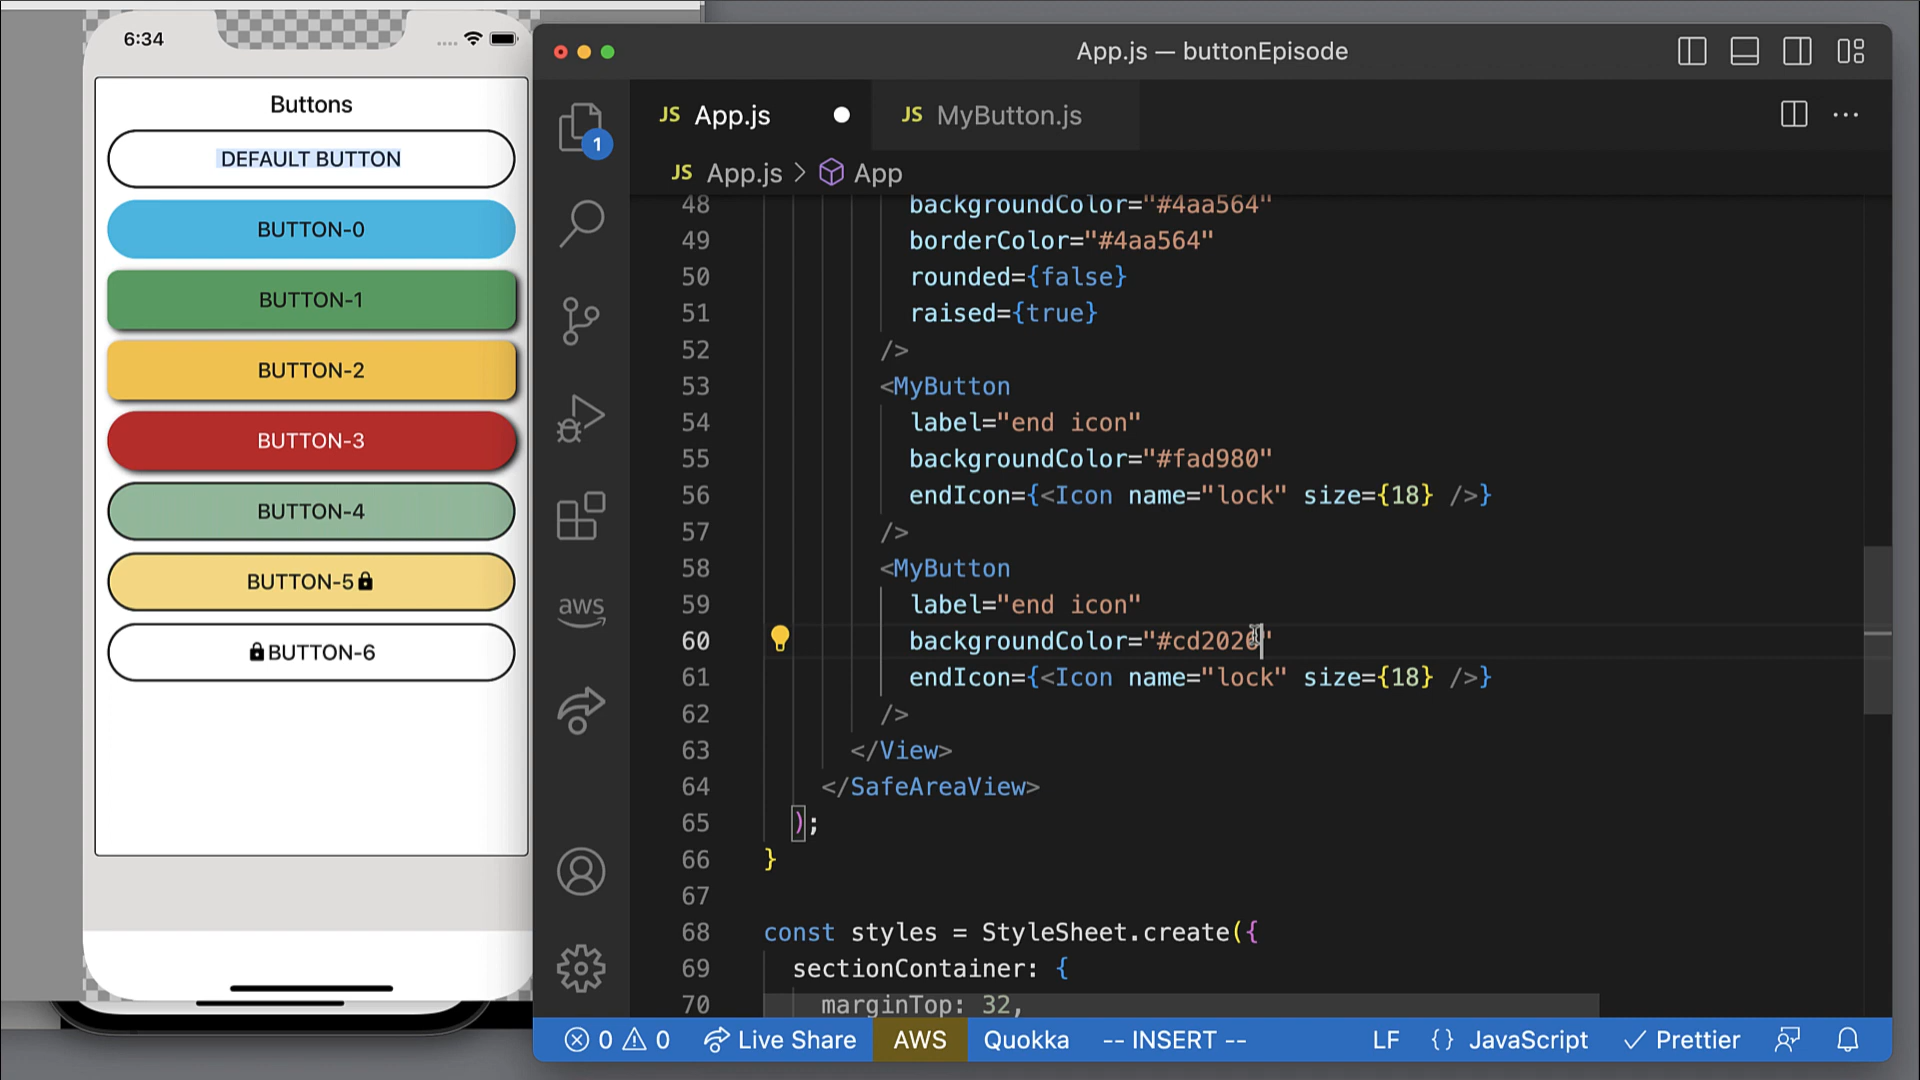 6:34
Buttons
DEFAULT BUTTON
BUTTON-0
BUTTON-1
BUTTON-2
BUTTON-3
BUTTON-4
BUTTON-5
BUTTON-6
App.js — buttonEpisode
JS App.js
JS MyButton.js
1
JS App.js > App
aws
48 backgroundColor="#4aa564"
49 borderColor="#4aa564"
50 rounded={false}
51 raised={true}
52 />
53 <MyButton
54 label="end icon"
55 backgroundColor="#fad980"
56 endIcon={<Icon name="lock" size={18} />}
57 />
58 <MyButton
59 label="end icon"
60 backgroundColor="#cd2026"
61 endIcon={<Icon name="lock" size={18} />}
62 />
63 </View>
64 </SafeAreaView>
65 );
66 }
67
68 const styles = StyleSheet.create({
69 sectionContainer: {
70 marginTop: 32,
0 0 Live Share AWS Quokka -- INSERT -- LF {} JavaScript Prettier